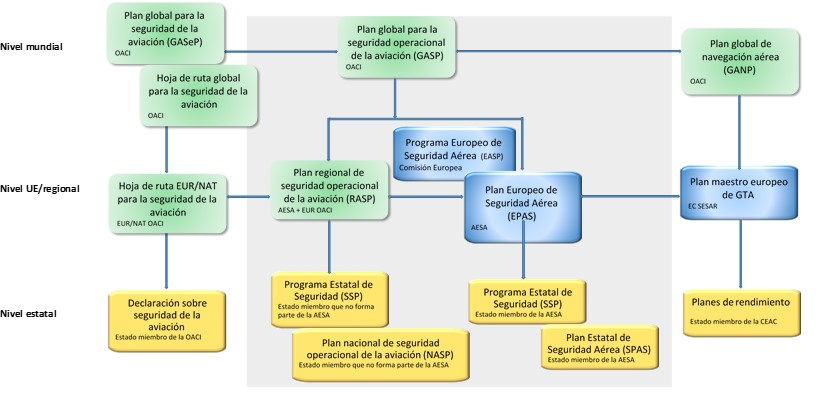 Nivel mundial
Plan global para la
seguridad de la
aviación (GASeP)
OACI
Hoja de ruta global
para la seguridad de la
aviación
OACI
Plan global para la
seguridad operacional
de la aviación (GASP)
OACI
Plan global de
navegación aérea
(GANP)
OACI
Nivel UE/regional
Hoja de ruta EUR/NAT
para la seguridad de la
aviación
EUR/NAT OACI
Plan regional de
seguridad operacional
de la aviación (RASP)
AESA + EUR OACI
Programa Europeo de
Seguridad Aérea (EASP)
Comisión Europea
Plan Europeo de
Seguridad Aérea
(EPAS)
AESA
Plan maestro europeo
de GTA
EC SESAR
Nivel estatal
Declaración sobre
seguridad de la
aviación
Estado miembro de la OACI
Programa Estatal de
Seguridad (SSP)
Estado miembro que no forma
parte de la AESA
Plan nacional de seguridad
operacional de la aviación (NASP)
Estado miembro que no forma parte de la AESA
Programa Estatal de
Seguridad (SSP)
Estado miembro de la AESA
Plan Estatal de
Seguridad Aérea (SPAS)
Estado miembro de la AESA
Planes de rendimiento
Estado miembro de la CEAC